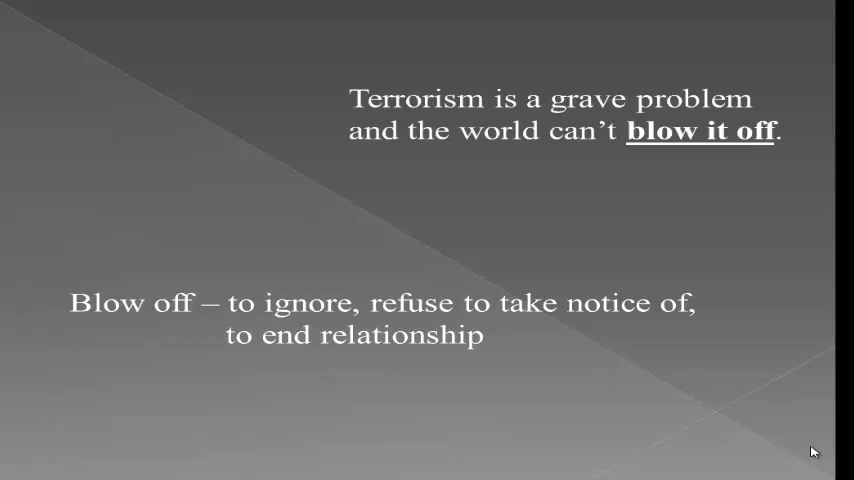 Terrorism is a grave problem
and the world can’t blow it off.
Blow off – to ignore, refuse to take notice of,
to end relationship